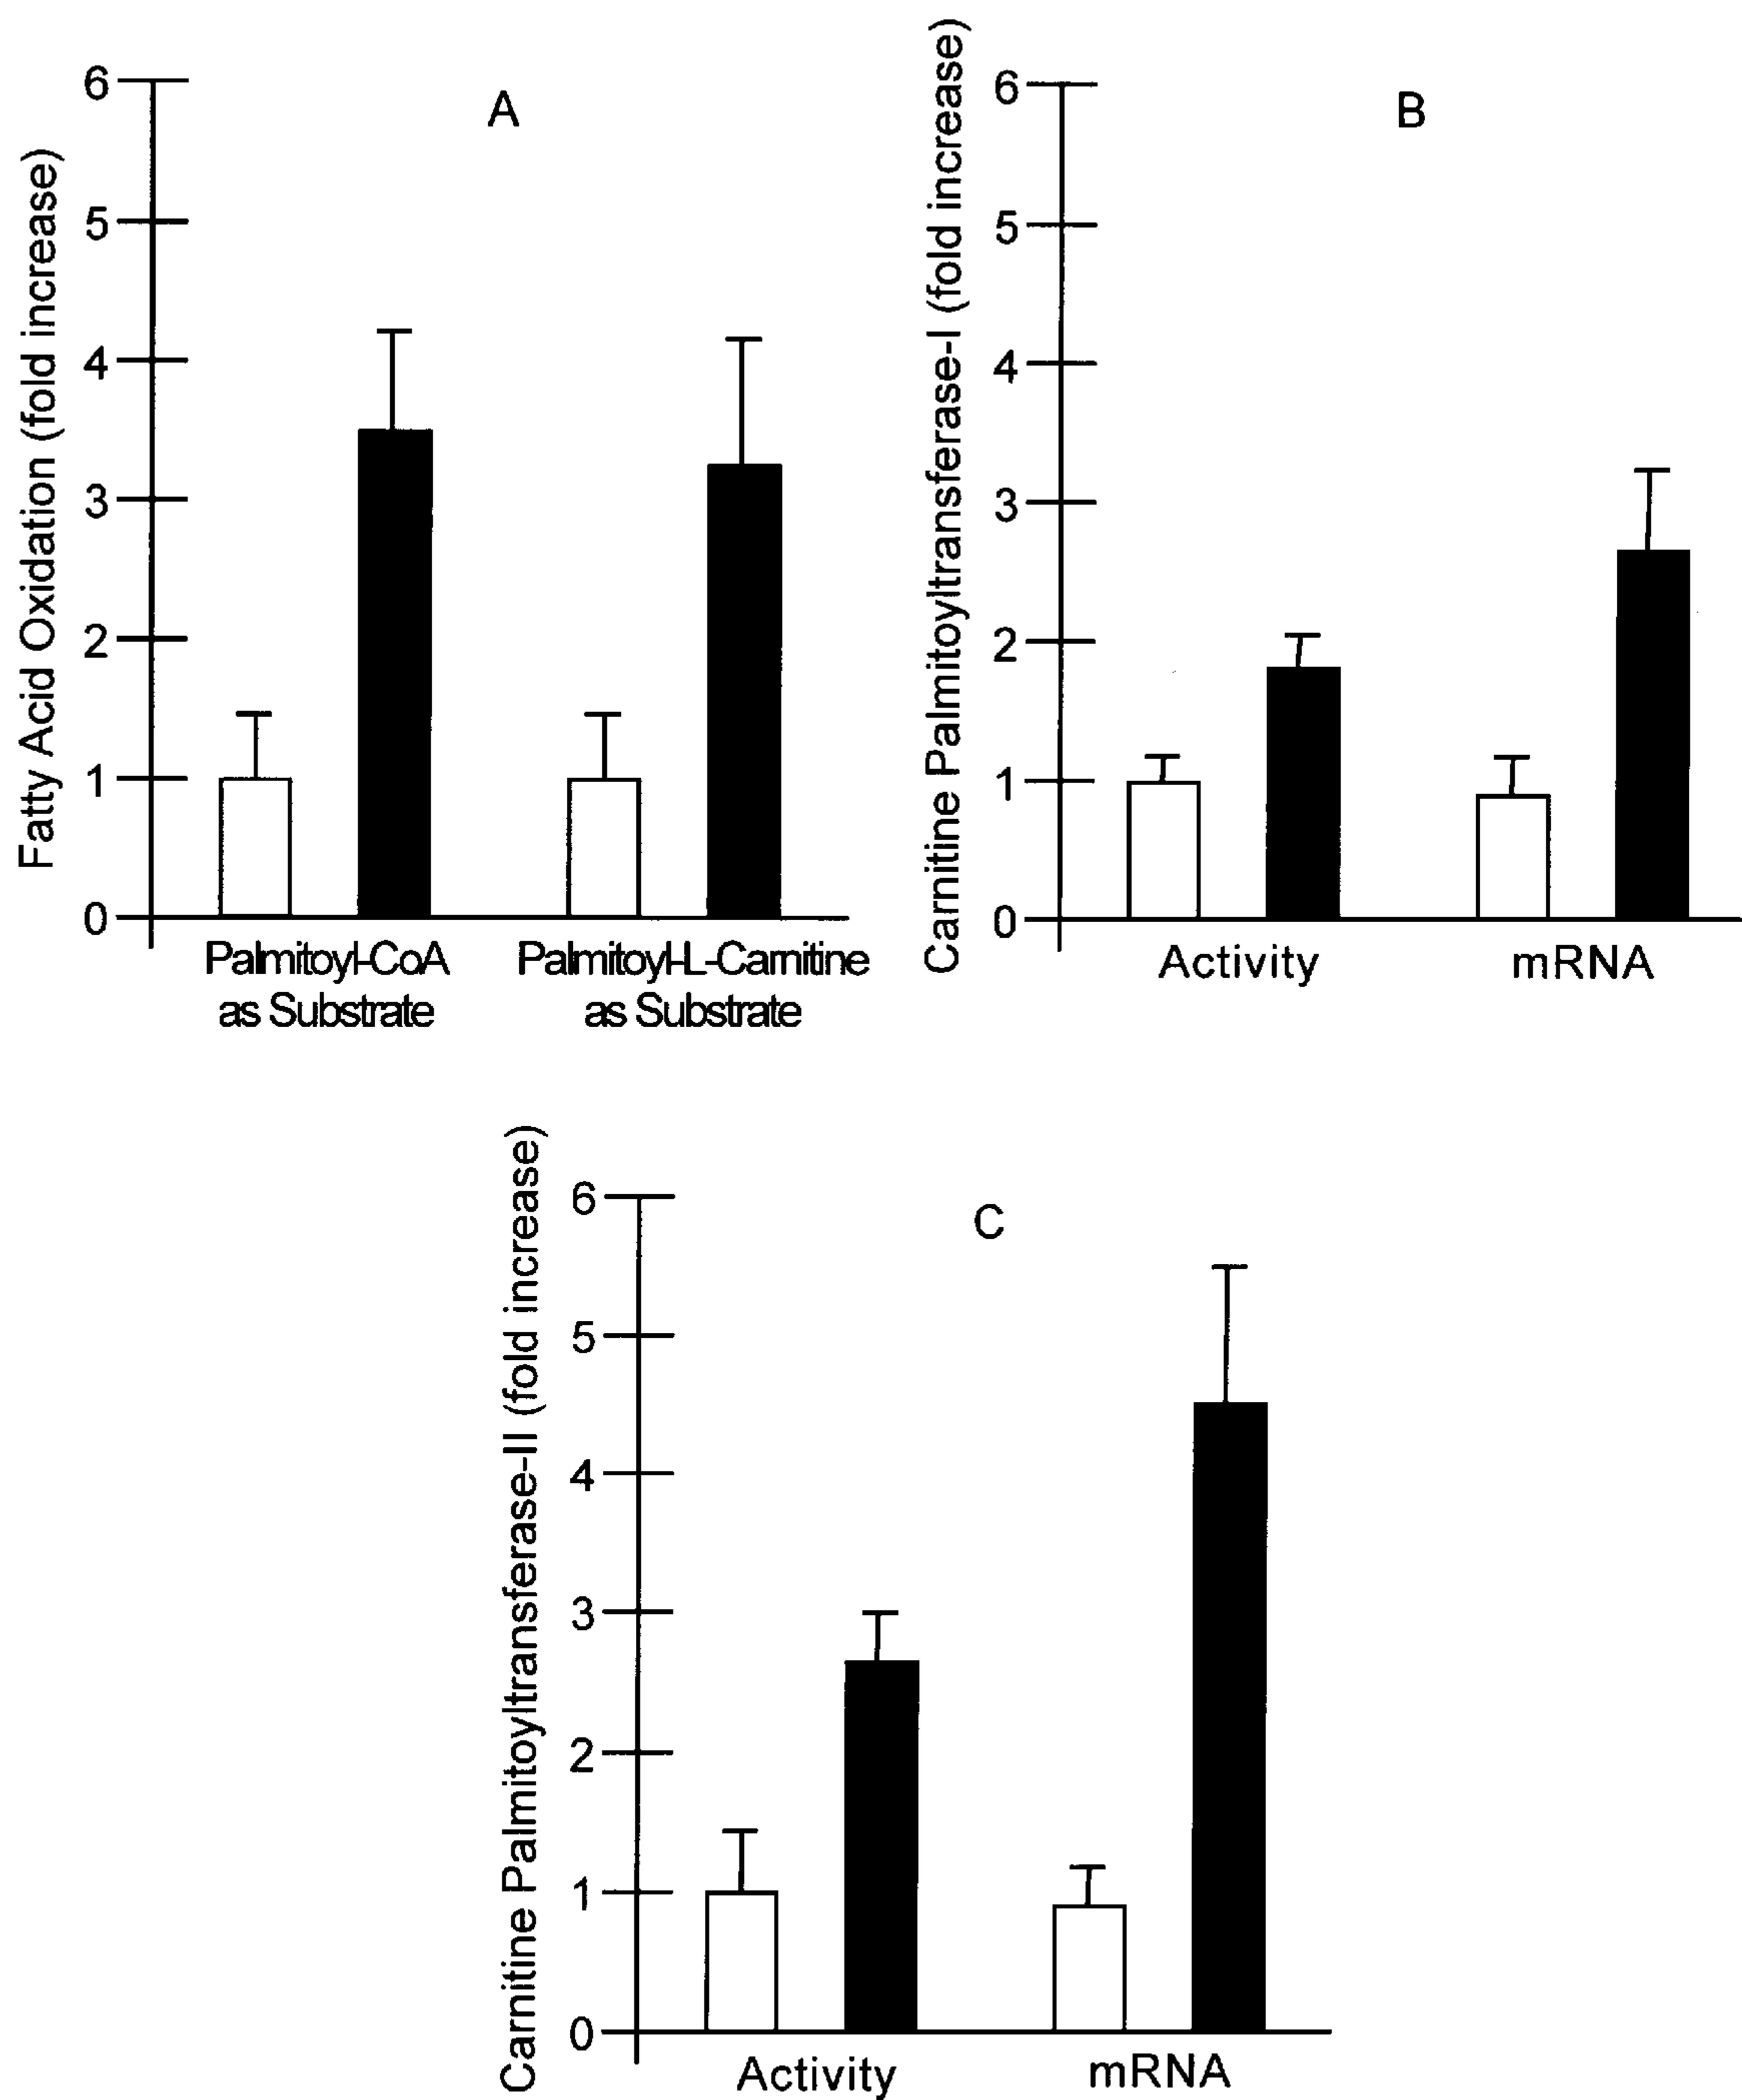 A
Fatty Acid Oxidation (fold increase)
6
5
4
3
2
1
0
Palmitoyl-CoA
as Substrate
Palmitoyl-L-Carnitine
as Substrate
B
Carnitine Palmitoyltransferase-I (fold increase)
6
5
4
3
2
1
0
Activity
mRNA
C
Carnitine Palmitoyltransferase-II (fold increase)
6
5
4
3
2
1
0
Activity
mRNA